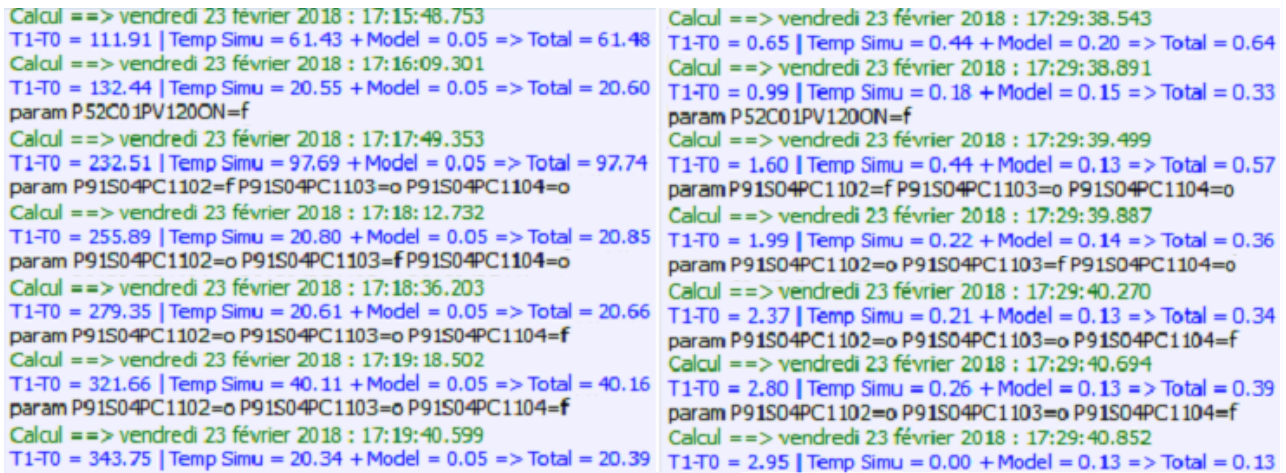 Calcul ==> vendredi 23 février 2018 : 17:15:48.753
T1-T0 = 111.91 | Temp Simu = 61.43 + Model = 0.05 => Total = 61.48
Calcul ==> vendredi 23 février 2018 : 17:16:09.301
T1-T0 = 132.44 | Temp Simu = 20.55 + Model = 0.05 => Total = 20.60
param P52C01PV120ON=f
Calcul ==> vendredi 23 février 2018 : 17:17:49.353
T1-T0 = 232.51 | Temp Simu = 97.69 + Model = 0.05 => Total = 97.74
param P91S04PC1102=f P91S04PC1103=o P91S04PC1104=o
Calcul ==> vendredi 23 février 2018 : 17:18:12.732
T1-T0 = 255.89 | Temp Simu = 20.80 + Model = 0.05 => Total = 20.85
param P91S04PC1102=o P91S04PC1103=f P91S04PC1104=o
Calcul ==> vendredi 23 février 2018 : 17:18:36.203
T1-T0 = 279.35 | Temp Simu = 20.61 + Model = 0.05 => Total = 20.66
param P91S04PC1102=o P91S04PC1103=o P91S04PC1104=f
Calcul ==> vendredi 23 février 2018 : 17:19:18.502
T1-T0 = 321.66 | Temp Simu = 40.11 + Model = 0.05 => Total = 40.16
param P91S04PC1102=o P91S04PC1103=o P91S04PC1104=f
Calcul ==> vendredi 23 février 2018 : 17:19:40.599
T1-T0 = 343.75 | Temp Simu = 20.34 + Model = 0.05 => Total = 20.39
Calcul ==> vendredi 23 février 2018 : 17:29:38.543
T1-T0 = 0.65 | Temp Simu = 0.44 + Model = 0.20 => Total = 0.64
Calcul ==> vendredi 23 février 2018 : 17:29:38.891
T1-T0 = 0.99 | Temp Simu = 0.18 + Model = 0.15 => Total = 0.33
param P52C01PV120ON=f
Calcul ==> vendredi 23 février 2018 : 17:29:39.499
T1-T0 = 1.60 | Temp Simu = 0.44 + Model = 0.13 => Total = 0.57
param P91S04PC1102=f P91S04PC1103=o P91S04PC1104=o
Calcul ==> vendredi 23 février 2018 : 17:29:39.887
T1-T0 = 1.99 | Temp Simu = 0.22 + Model = 0.14 => Total = 0.36
param P91S04PC1102=o P91S04PC1103=f P91S04PC1104=o
Calcul ==> vendredi 23 février 2018 : 17:29:40.270
T1-T0 = 2.37 | Temp Simu = 0.21 + Model = 0.13 => Total = 0.34
param P91S04PC1102=o P91S04PC1103=o P91S04PC1104=f
Calcul ==> vendredi 23 février 2018 : 17:29:40.694
T1-T0 = 2.80 | Temp Simu = 0.26 + Model = 0.13 => Total = 0.39
param P91S04PC1102=o P91S04PC1103=o P91S04PC1104=f
Calcul ==> vendredi 23 février 2018 : 17:29:40.852
T1-T0 = 2.95 | Temp Simu = 0.00 + Model = 0.13 => Total = 0.13